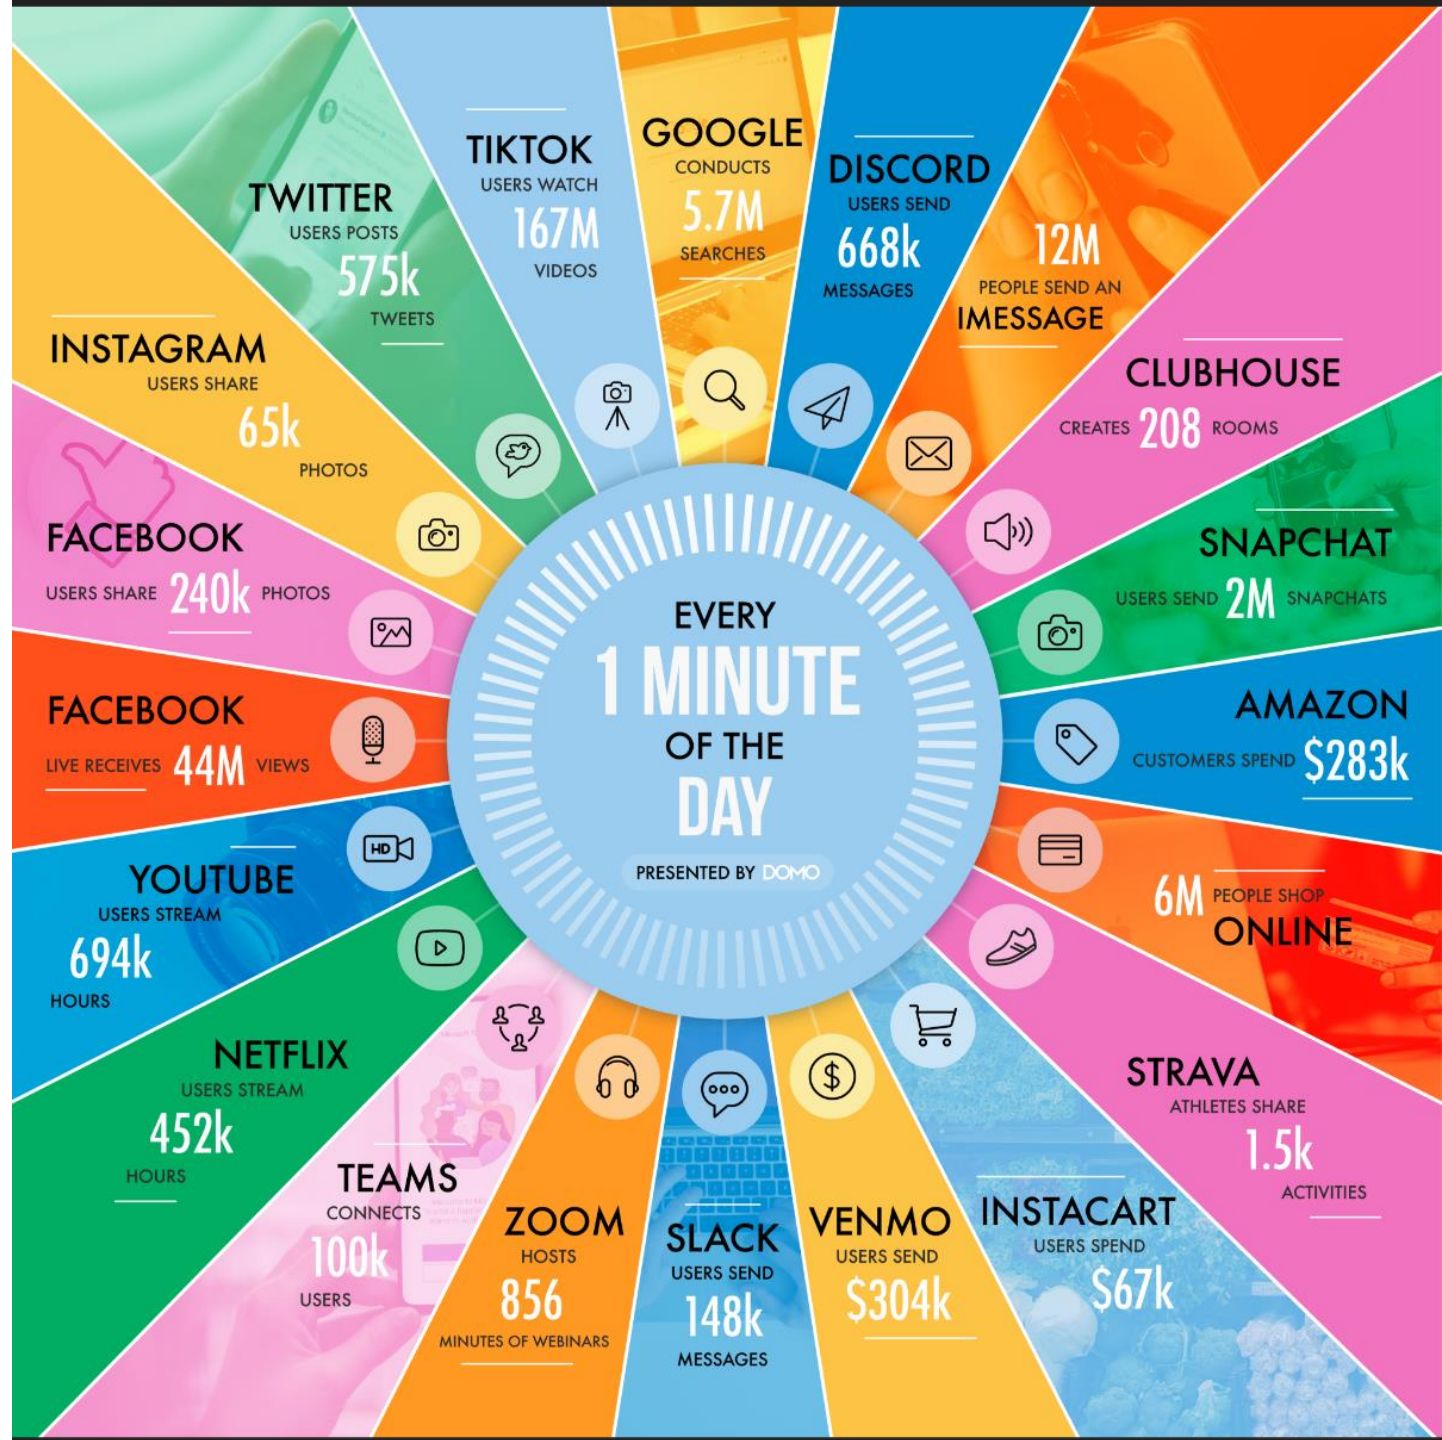 EVERY
1 MINUTE
OF THE
DAY
PRESENTED BY DOMO
GOOGLE
CONDUCTS
5.7M
SEARCHES
DISCORD
USERS SEND
668k
MESSAGES
12M
PEOPLE SEND AN
IMESSAGE
CLUBHOUSE
CREATES 208 ROOMS
SNAPCHAT
USERS SEND 2M SNAPCHATS
AMAZON
CUSTOMERS SPEND $283k
6M PEOPLE SHOP
ONLINE
STRAVA
ATHLETES SHARE
1.5k
ACTIVITIES
INSTACART
USERS SPEND
$67k
VENMO
USERS SEND
$304k
SLACK
USERS SEND
148k
MESSAGES
ZOOM
HOSTS
856
MINUTES OF WEBINARS
TEAMS
CONNECTS
100k
USERS
NETFLIX
USERS STREAM
452k
HOURS
YOUTUBE
USERS STREAM
694k
HOURS
HD
FACEBOOK
LIVE RECEIVES 44M VIEWS
FACEBOOK
USERS SHARE 240k PHOTOS
INSTAGRAM
USERS SHARE
65k
PHOTOS
TWITTER
USERS POSTS
575k
TWEETS
TIKTOK
USERS WATCH
167M
VIDEOS